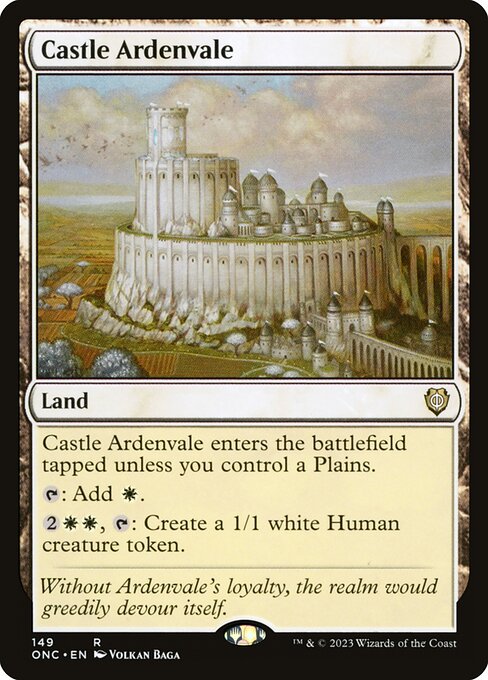 Castle Ardenvale
Land
Castle Ardenvale enters the battlefield
tapped unless you control a Plains.
: Add .
2, : Create a 1/1 white Human
creature token.
Without Ardenvale's loyalty, the realm would
greedily devour itself.
149 R
ONC • EN Volkan Baga
™ & © 2023 Wizards of the Coast